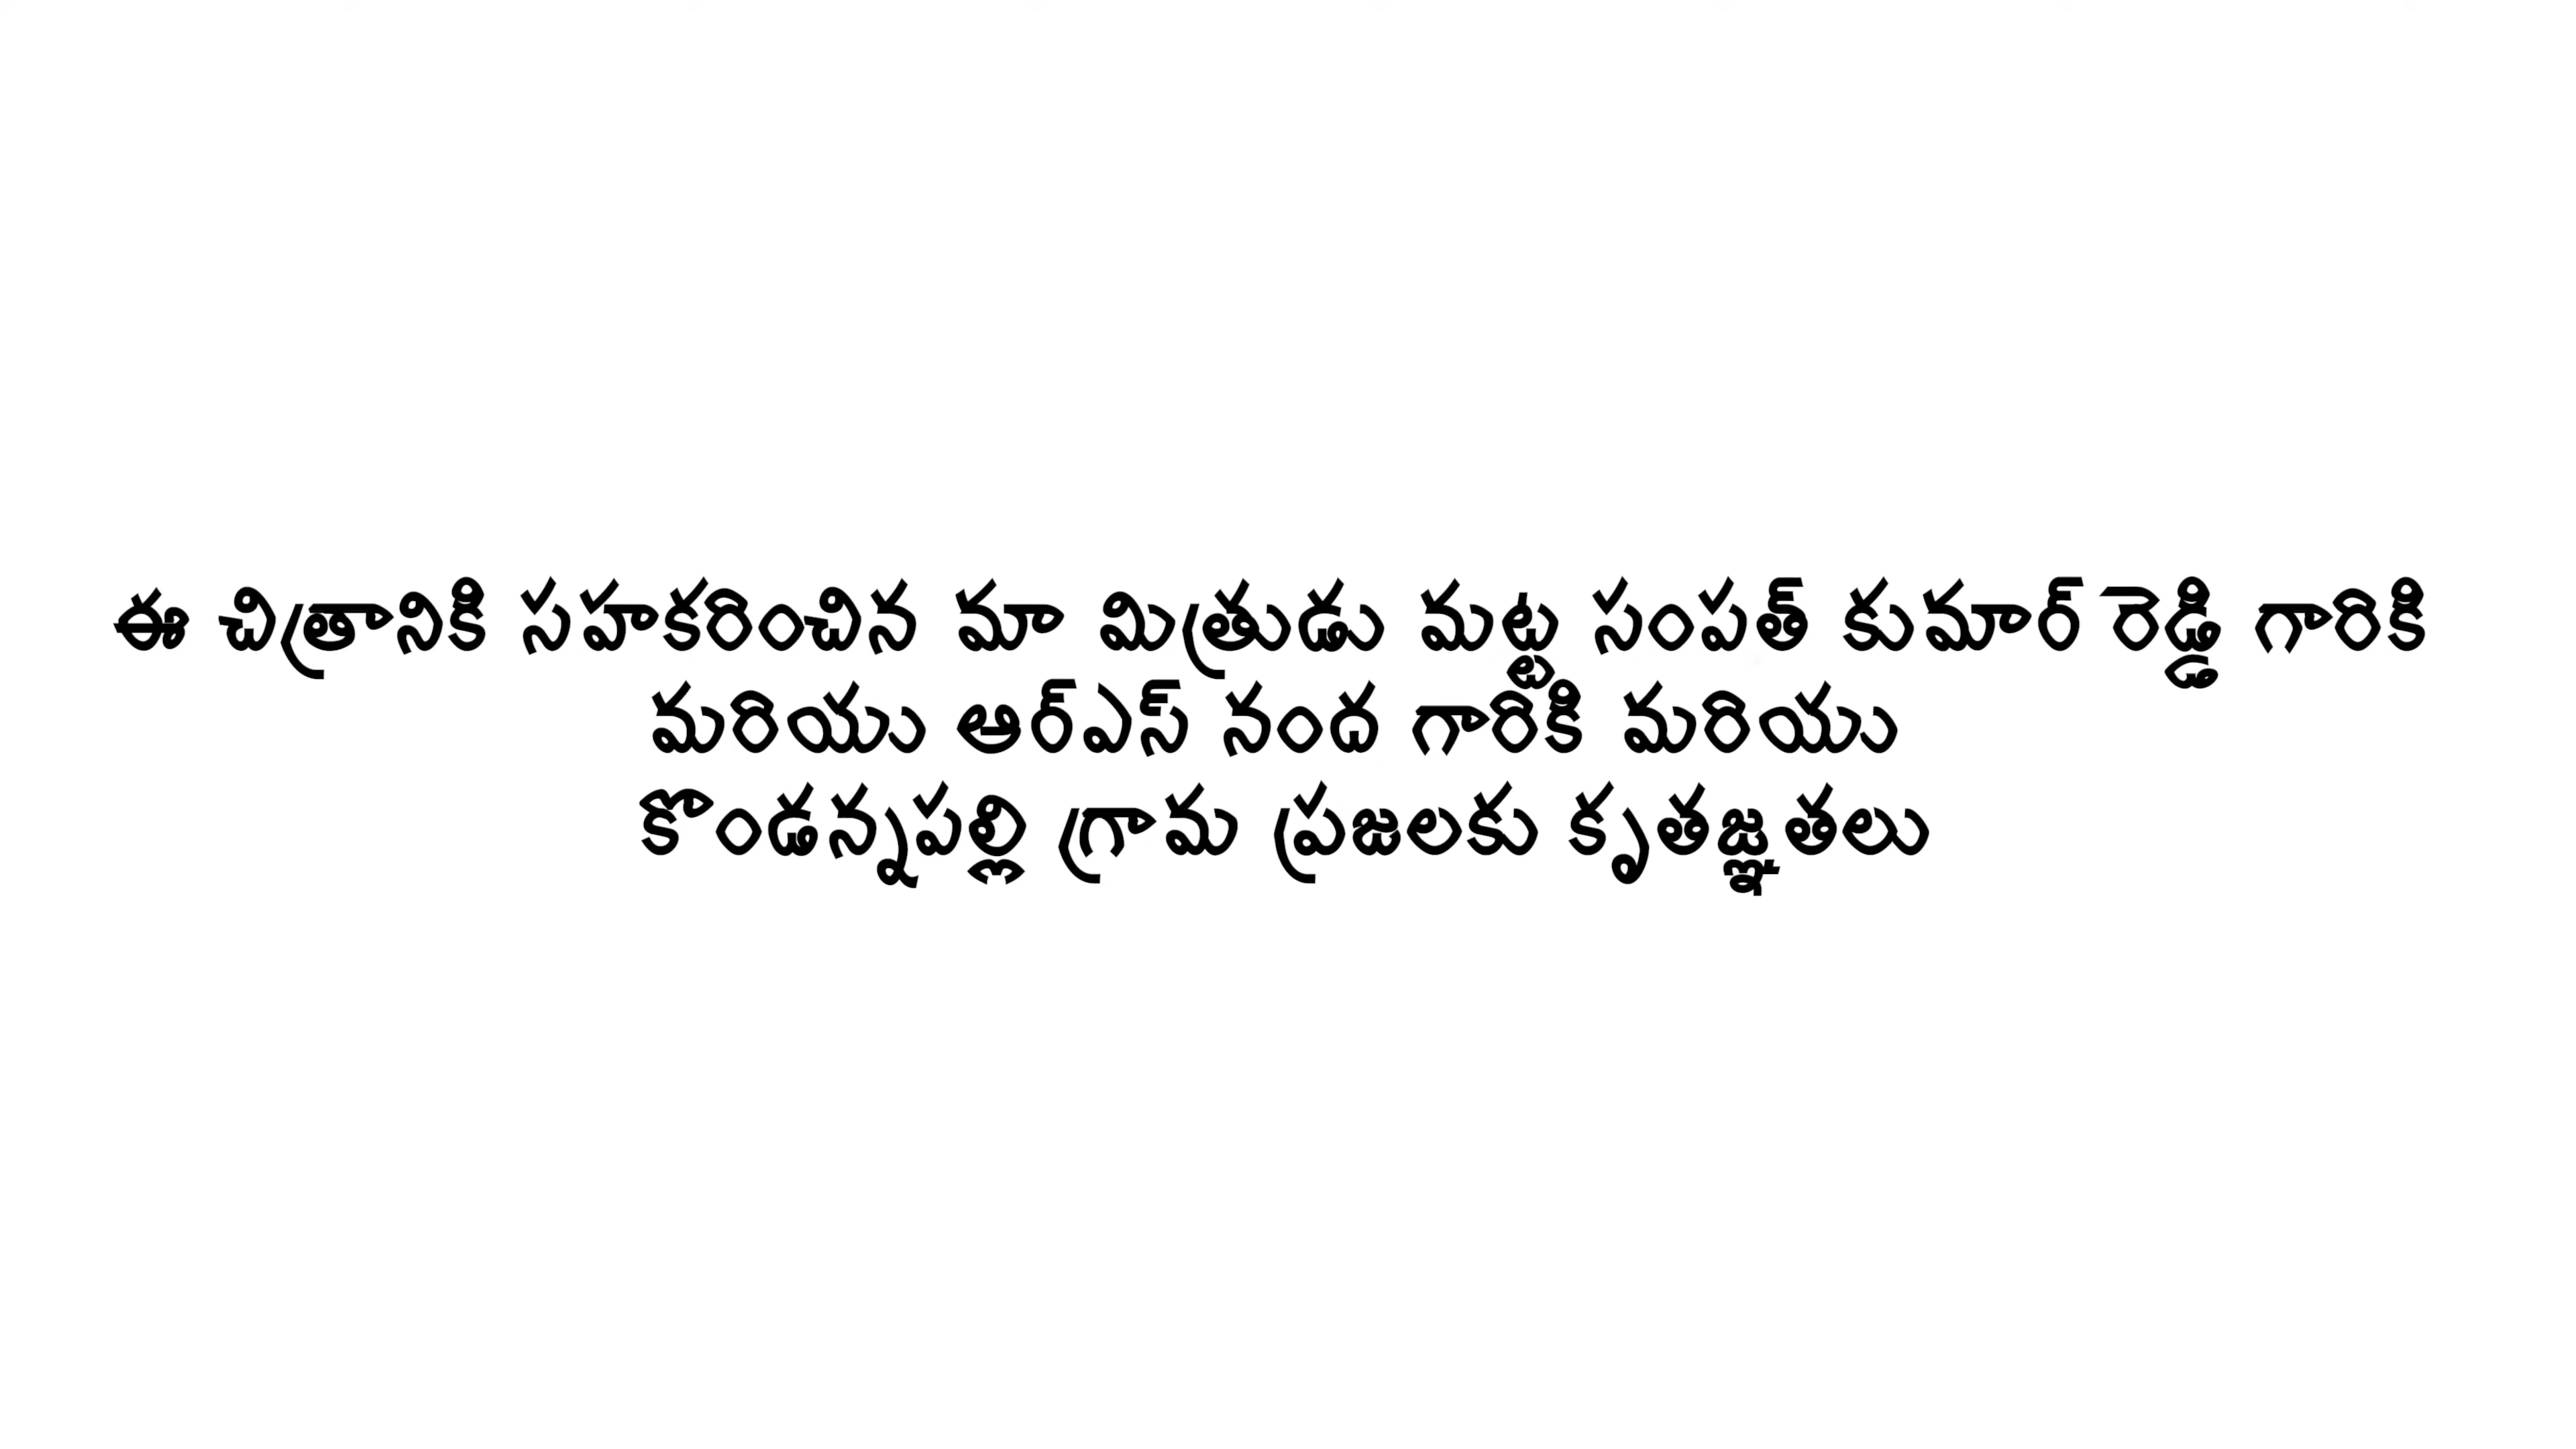 ఈ చిత్రానికి సహకరించిన మా మిత్రుడు మట్ట సంపత్ కుమార్ రెడ్డి గారికి
మరియు ఆర్ఎస్ నంద గారికి మరియు
కొండన్నపల్లి గ్రామ ప్రజలకు కృతజ్ఞతలు